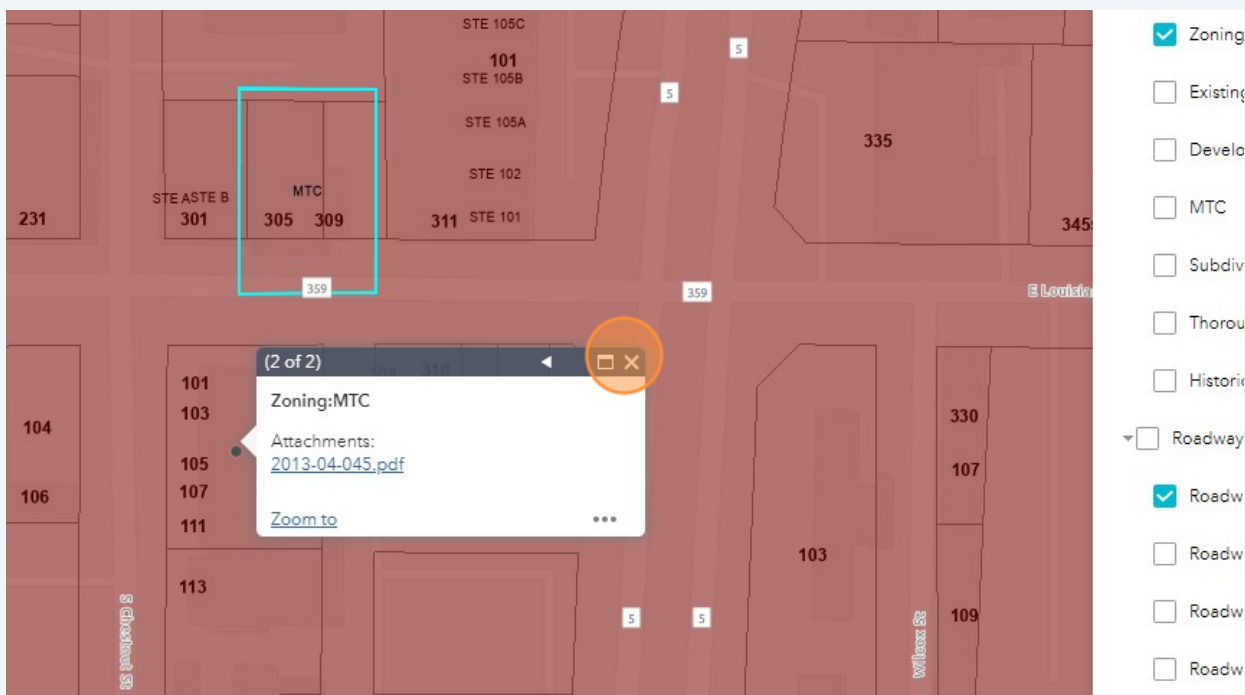 STE 105C
101
STE 105B
STE 105A
STE 102
STE 101
311
5
5
335
345
231
STE ASTE B
301
MTC
305 309
359
359
E Louisia
(2 of 2)
Zoning:MTC
Attachments:
2013-04-045.pdf
Zoom to
310
101
103
105
107
111
113
104
106
S Chestnut St
5
5
103
330
107
109
Wilcox St
Zoning
Existing
Develo
MTC
Subdiv
Thorou
Historic
Roadway
Roadw
Roadw
Roadw
Roadw